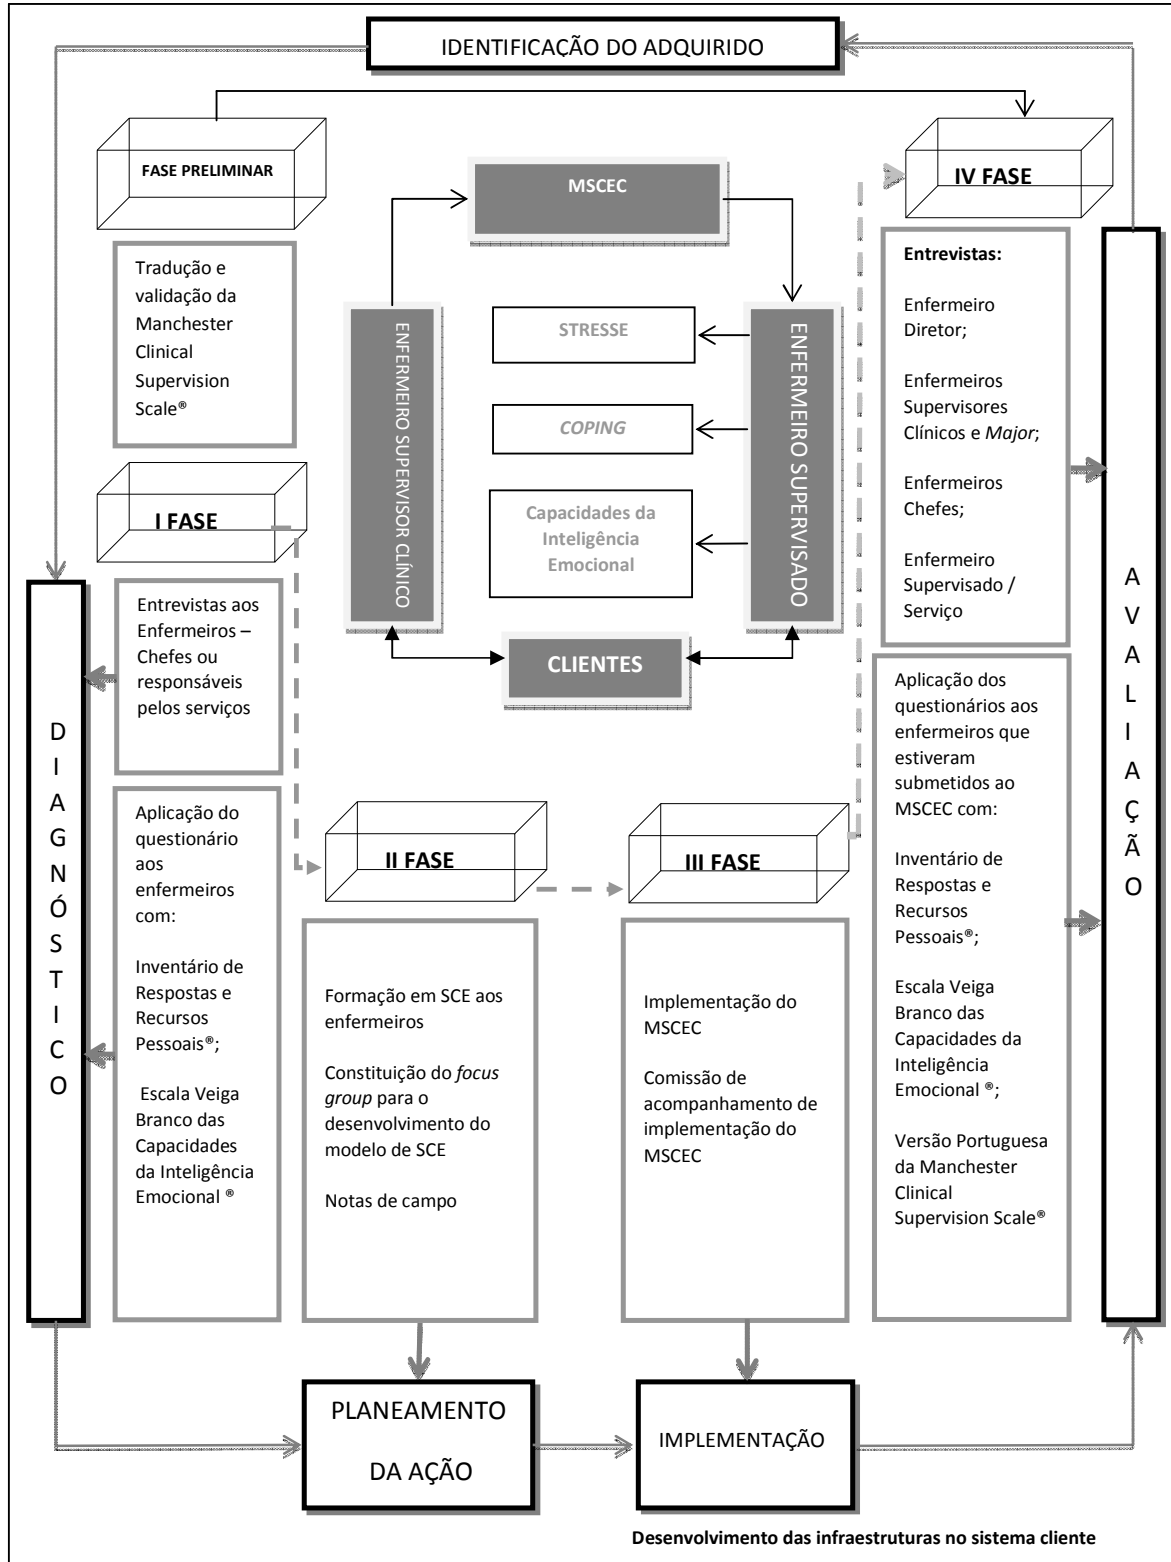 IDENTIFICAÇÃO DO ADQUIRIDO
FASE PRELIMINAR
Tradução e
validação da
Manchester
Clinical
Supervision
Scale®
I FASE
Entrevistas aos
Enfermeiros –
Chefes ou
responsáveis
pelos serviços
Aplicação do
questionário
aos
enfermeiros
com:
Inventário de
Respostas e
Recursos
Pessoais®;
Escala Veiga
Branco das
Capacidades
da Inteligência
Emocional ®
DIAGNÓSTICO
MSCEC
ENFERMEIRO SUPERVISOR CLÍNICO
STRESSE
COPING
Capacidades da
Inteligência
Emocional
ENFERMEIRO SUPERVISADO
CLIENTES
II FASE
Formação em SCE aos
enfermeiros
Constituição do focus
group para o
desenvolvimento do
modelo de SCE
Notas de campo
III FASE
Implementação do
MSCEC
Comissão de
acompanhamento de
implementação do
MSCEC
IV FASE
Entrevistas:
Enfermeiro
Diretor;
Enfermeiros
Supervisores
Clínicos e Major;
Enfermeiros
Chefes;
Enfermeiro
Supervisado /
Serviço
Aplicação dos
questionários aos
enfermeiros que
estiveram
submetidos ao
MSCEC com:
Inventário de
Respostas e
Recursos
Pessoais®;
Escala Veiga
Branco das
Capacidades da
Inteligência
Emocional ®;
Versão Portuguesa
da Manchester
Clinical
Supervision Scale®
AVALIAÇÃO
PLANEAMENTO
DA AÇÃO
IMPLEMENTAÇÃO
Desenvolvimento das infraestruturas no sistema cliente